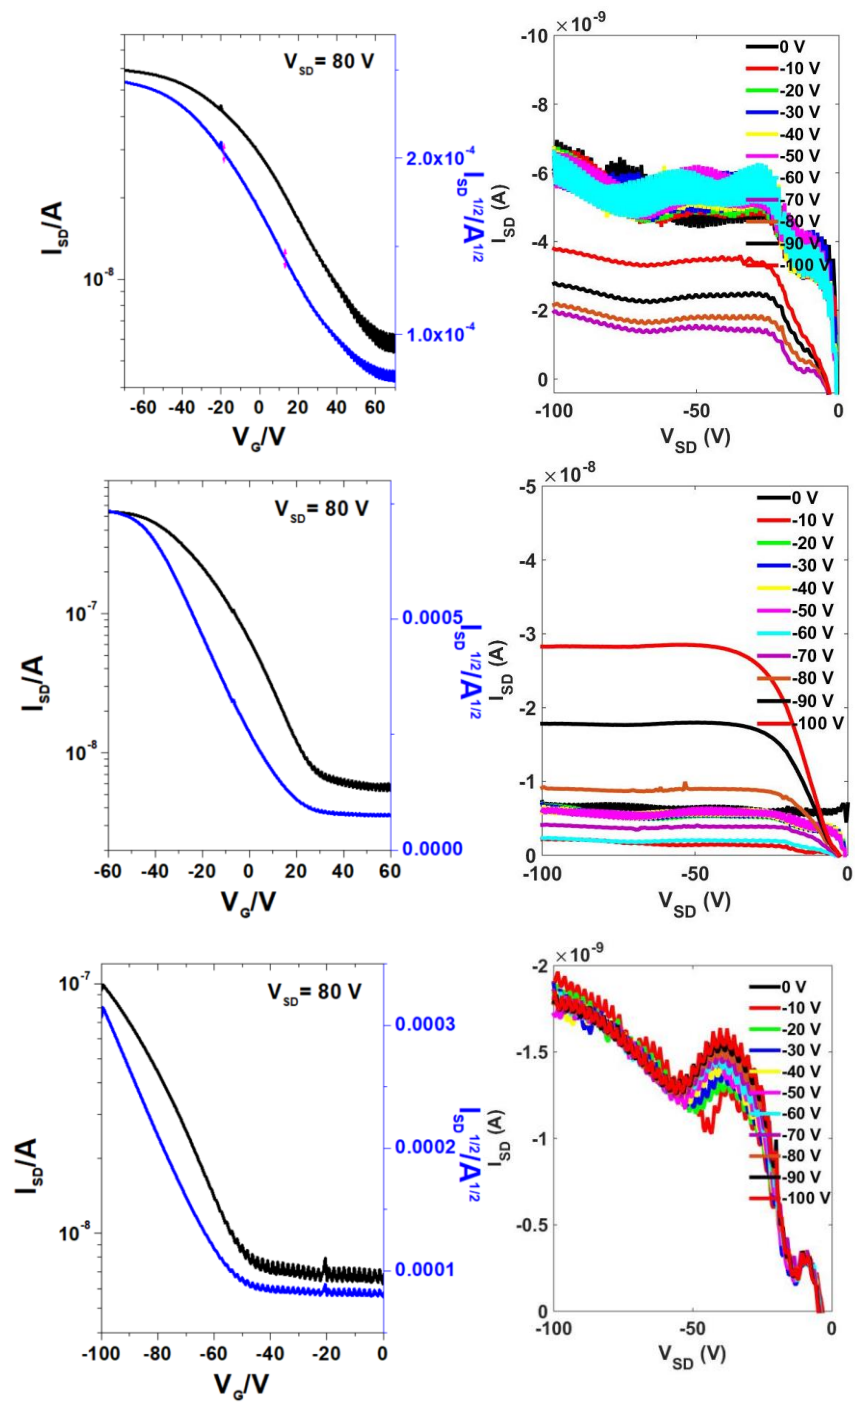 V_SD= 80 V
I_SD/A
10⁻⁸
2.0x10⁻⁴
1.0x10⁻⁴
I_SD^1/2/A^1/2
-60 -40 -20 0 20 40 60
V_G/V
×10⁻⁹
-10
-8
-6
-4
-2
0
I_SD (A)
0 V
-10 V
-20 V
-30 V
-40 V
-50 V
-60 V
-70 V
-80 V
-90 V
-100 V
-100 -50 0
V_SD (V)
V_SD= 80 V
I_SD/A
10⁻⁷
10⁻⁸
0.0005
0.0000
I_SD^1/2/A^1/2
-60 -40 -20 0 20 40 60
V_G/V
×10⁻⁸
-5
-4
-3
-2
-1
0
I_SD (A)
0 V
-10 V
-20 V
-30 V
-40 V
-50 V
-60 V
-70 V
-80 V
-90 V
-100 V
-100 -50 0
V_SD (V)
V_SD= 80 V
I_SD/A
10⁻⁷
10⁻⁸
0.0003
0.0002
0.0001
I_SD^1/2/A^1/2
-100 -80 -60 -40 -20 0
V_G/V
×10⁻⁹
-2
-1.5
-1
-0.5
0
I_SD (A)
0 V
-10 V
-20 V
-30 V
-40 V
-50 V
-60 V
-70 V
-80 V
-90 V
-100 V
-100 -50 0
V_SD (V)